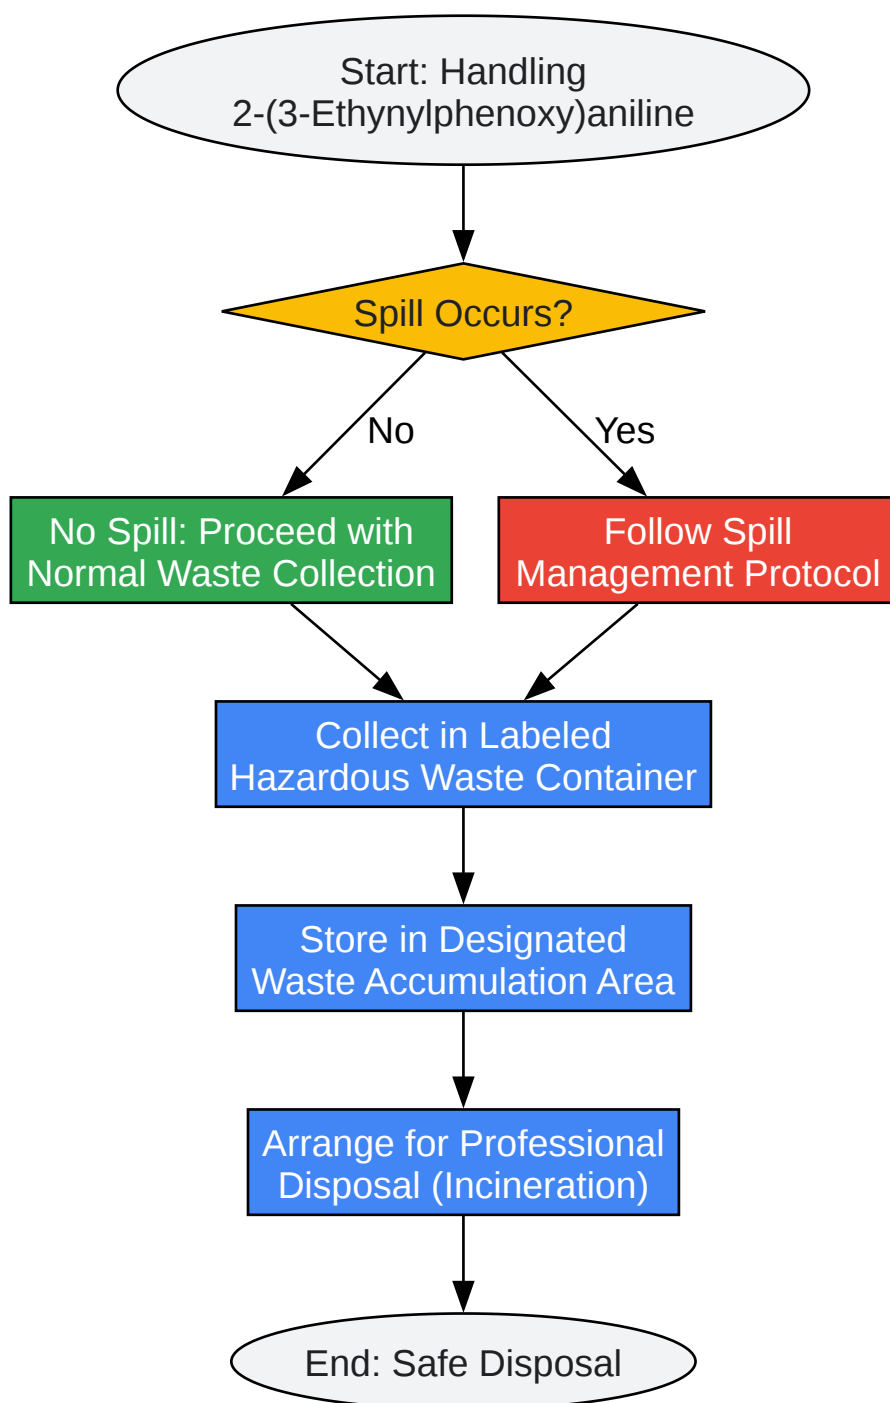 Start: Handling
2-(3-Ethynylphenoxy)aniline
Spill Occurs?
No
Yes
No Spill: Proceed with
Normal Waste Collection
Follow Spill
Management Protocol
Collect in Labeled
Hazardous Waste Container
Store in Designated
Waste Accumulation Area
Arrange for Professional
Disposal (Incineration)
End: Safe Disposal